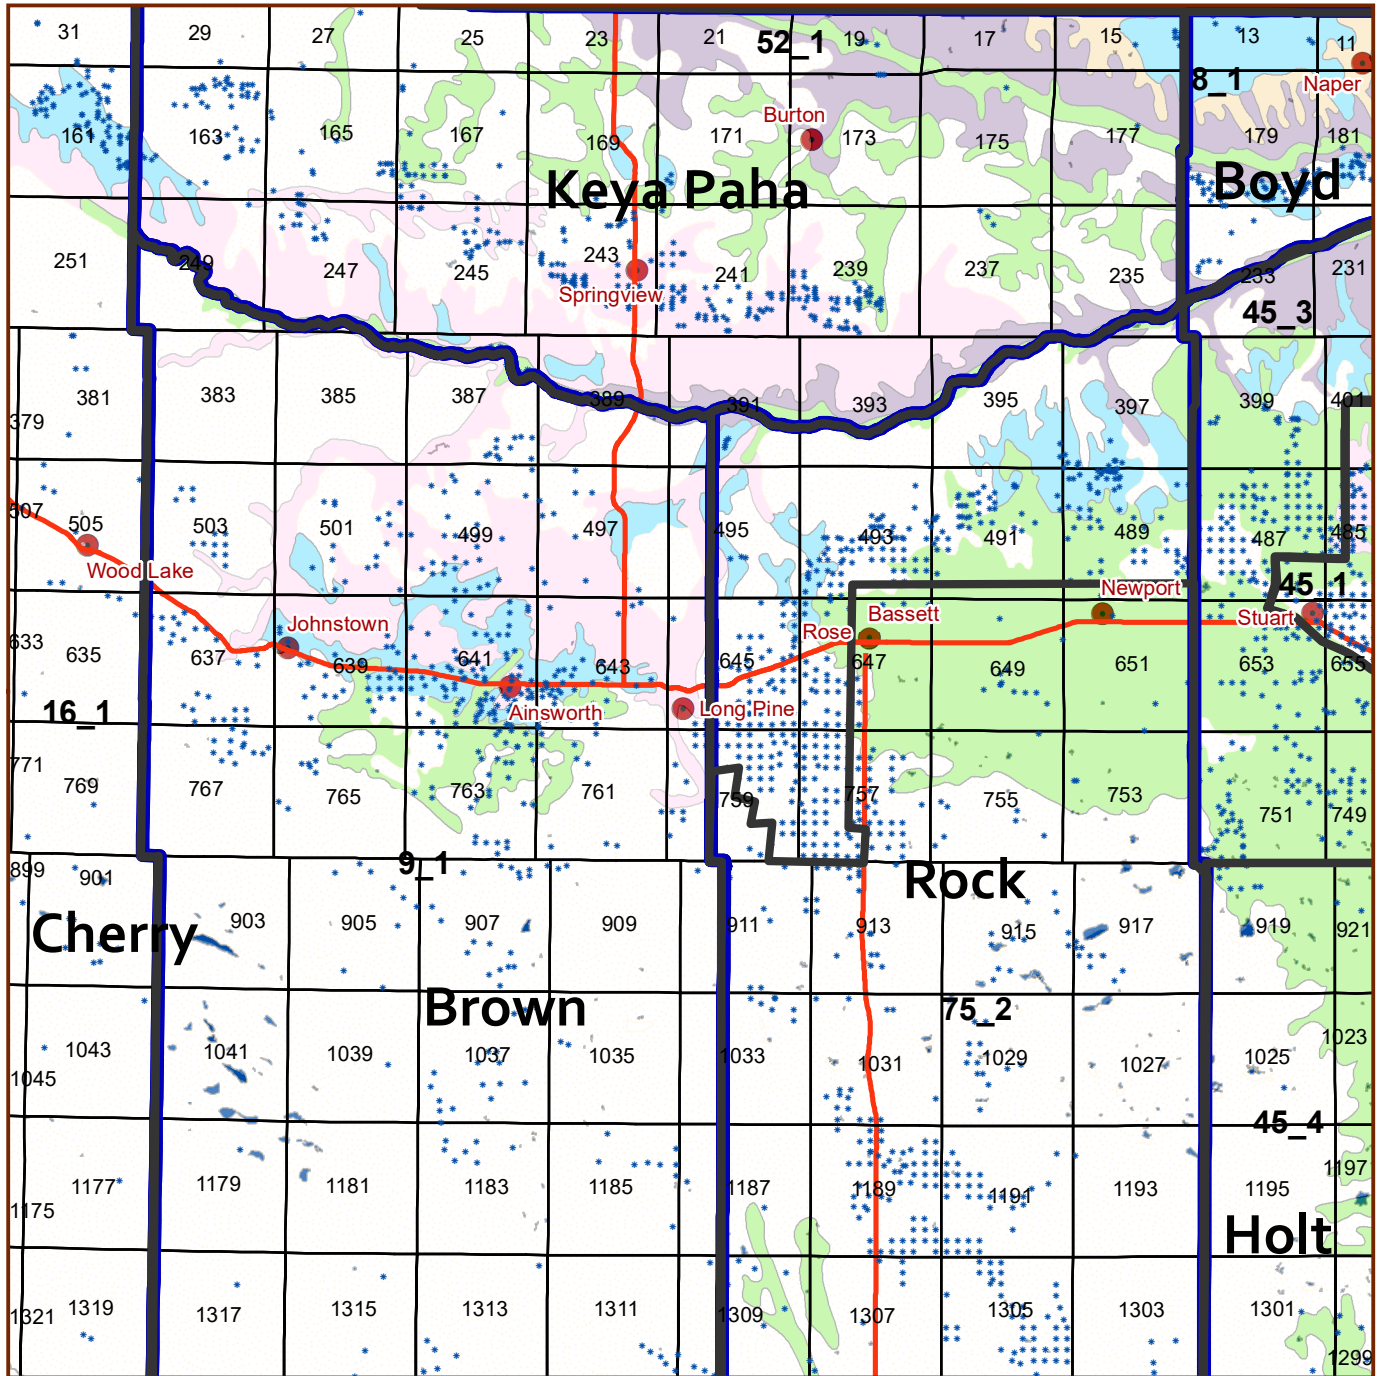 31 29 27 25 23 21 52_1 19 17 15 13 11
8_1 Naper
Burton
161 163 165 167 169 171 173 175 177 179 181
Keya Paha Boyd
251 249 247 245 243 241 239 237 235 233 231
Springview
45_3
381 383 385 387 389 391 393 395 397 399 401
379
507 505 503 501 499 497 495 493 491 489 487 485
Wood Lake
45_1
Newport
Johnstown Rose Bassett Stuart
633 635 637 639 641 643 645 647 649 651 653 655
16_1 Ainsworth Long Pine
771 769 767 765 763 761 759 757 755 753 751 749
9_1
899 901 Rock
Cherry 903 905 907 909 911 913 915 917 919 921
Brown 75_2
1023
1043 1041 1039 1037 1035 1033 1031 1029 1027 1025
1045
45_4
1177 1179 1181 1183 1185 1187 1189 1191 1193 1195 1197
1175
Holt
1321 1319 1317 1315 1313 1311 1309 1307 1305 1303 1301
1299